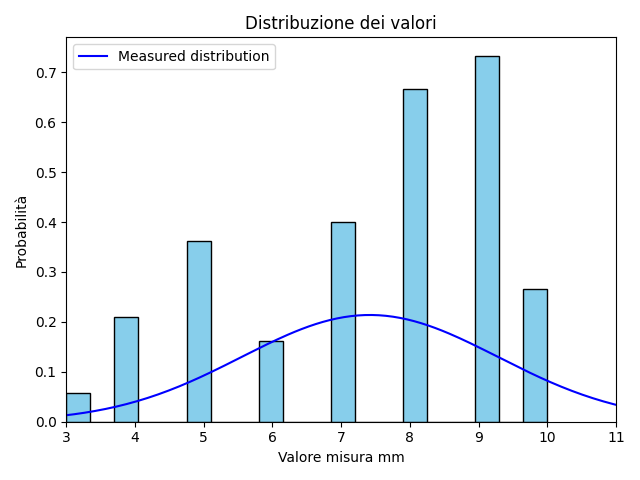 Distribuzione dei valori
Measured distribution
Probabilità
0.7
0.6
0.5
0.4
0.3
0.2
0.1
0.0
3 4 5 6 7 8 9 10 11
Valore misura mm